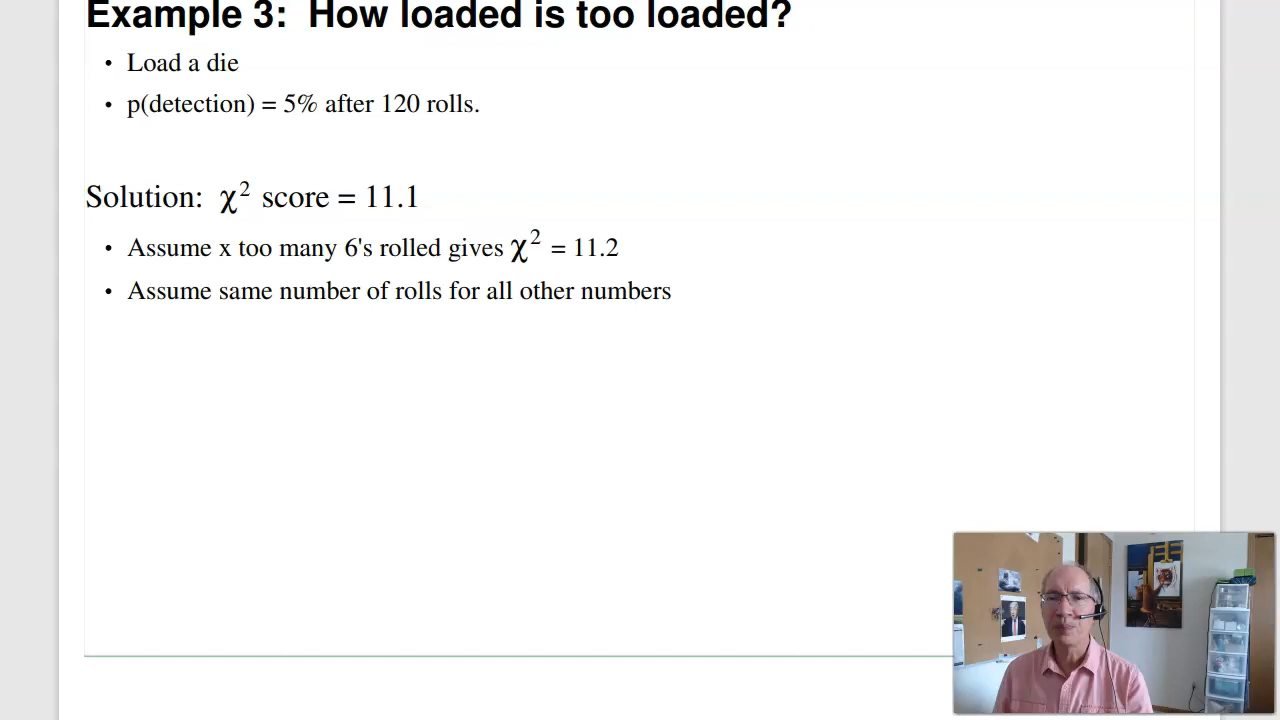 Example 3: How loaded is too loaded?
• Load a die
• p(detection) = 5% after 120 rolls.
Solution: χ² score = 11.1
• Assume x too many 6's rolled gives χ² = 11.2
• Assume same number of rolls for all other numbers